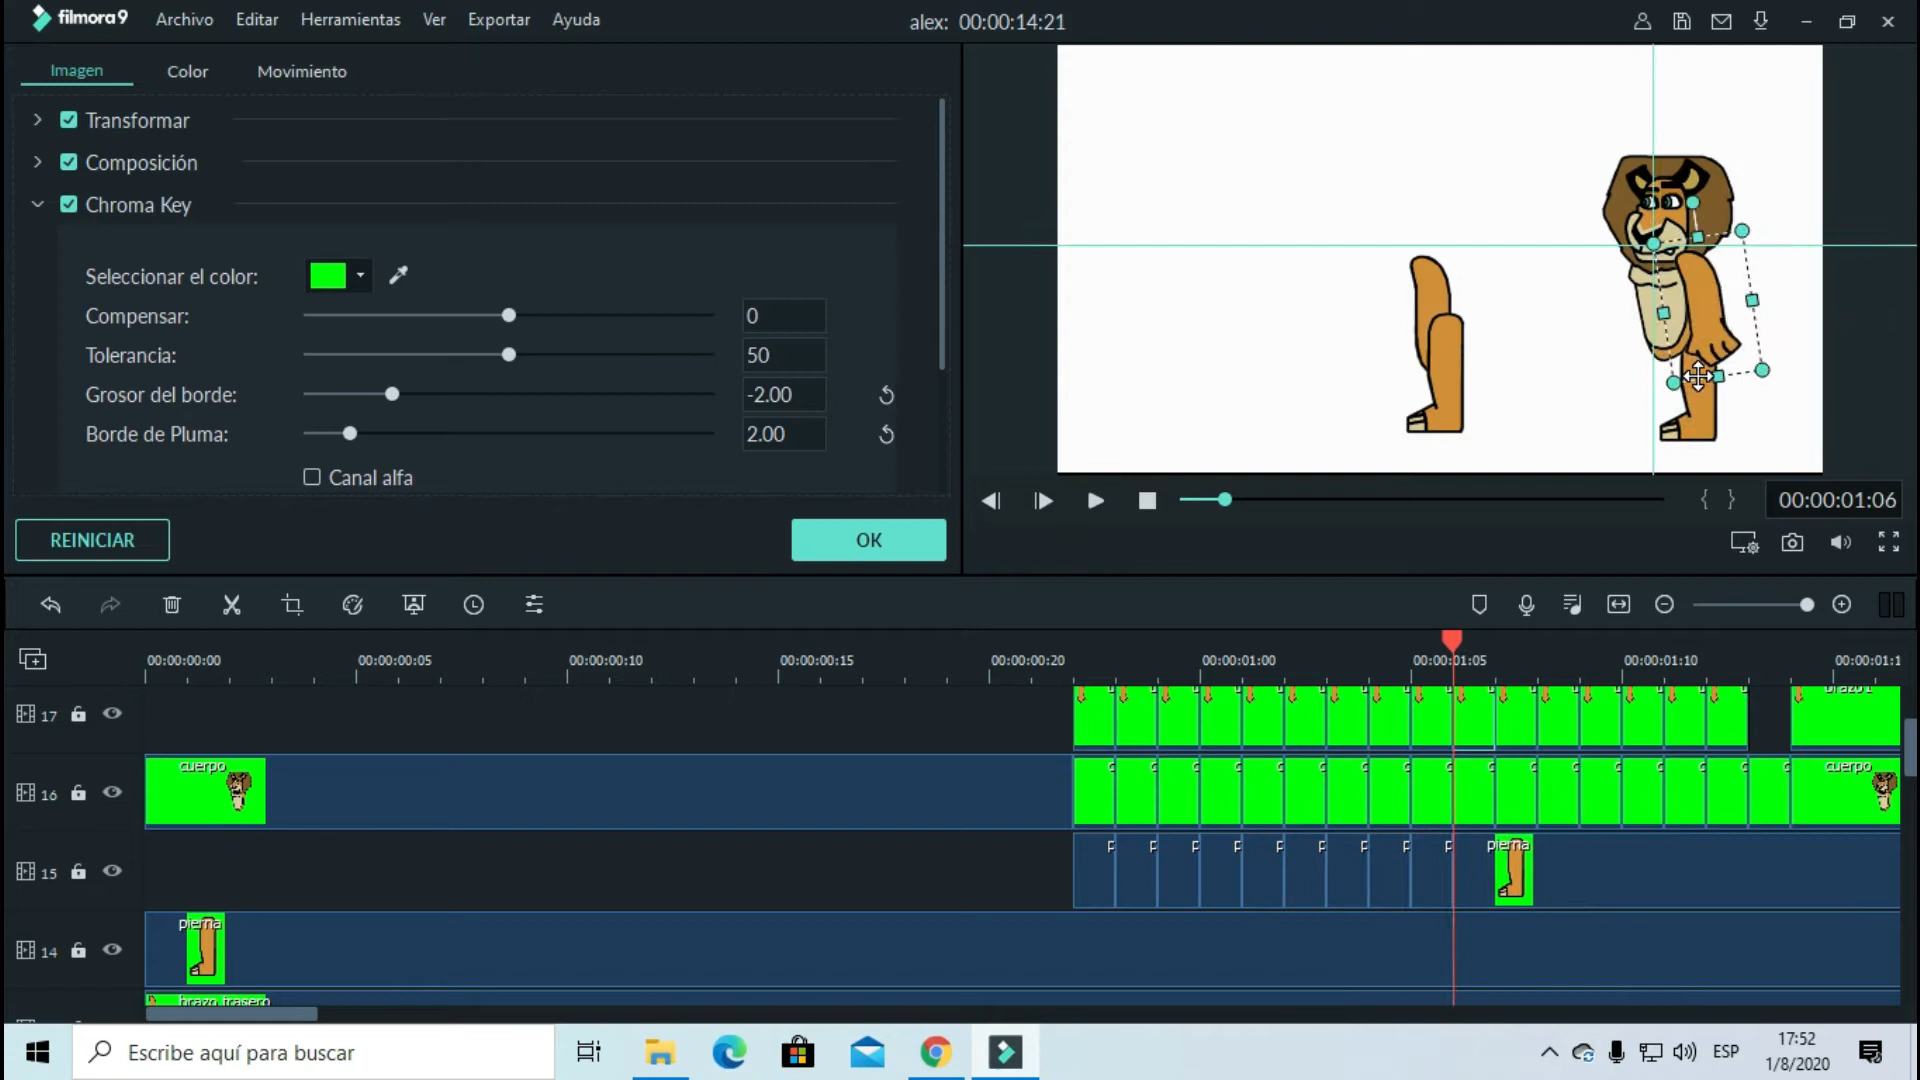 filmora9
Archivo
Editar
Herramientas
Ver
Exportar
Ayuda
alex: 00:00:14:21
Imagen
Color
Movimiento
Transformar
Composición
Chroma Key
Seleccionar el color:
Compensar:
0
Tolerancia:
50
Grosor del borde:
-2.00
Borde de Pluma:
2.00
Canal alfa
REINICIAR
OK
{ }
00:00:01:06
00:00:00:00
00:00:00:05
00:00:00:10
00:00:00:15
00:00:00:20
00:00:01:00
00:00:01:05
00:00:01:10
00:00:01:1
17
brazo1
16
cuerpo
cuerpo
15
p p p p p p p p p
pierna
14
pierna
brazo trasero
Escribe aquí para buscar
ESP
17:52
1/8/2020